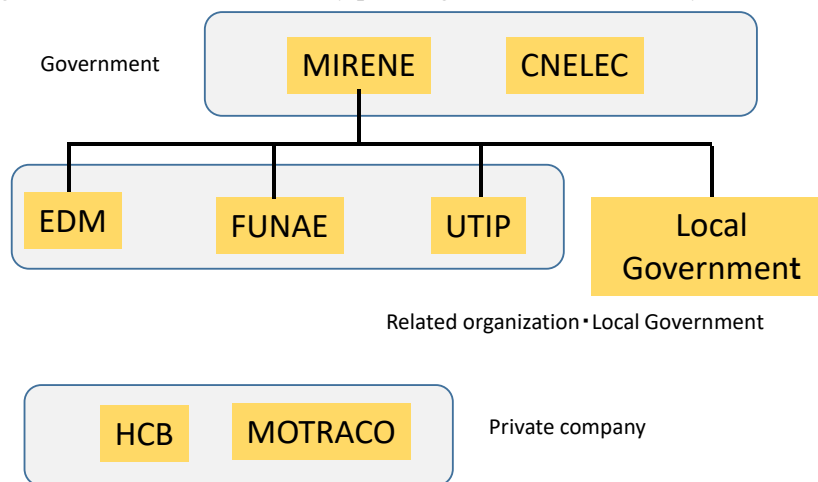 Government
MIRENE
CNELEC
EDM
FUNAE
UTIP
Local
Government
Related organization・Local Government
HCB
MOTRACO
Private company